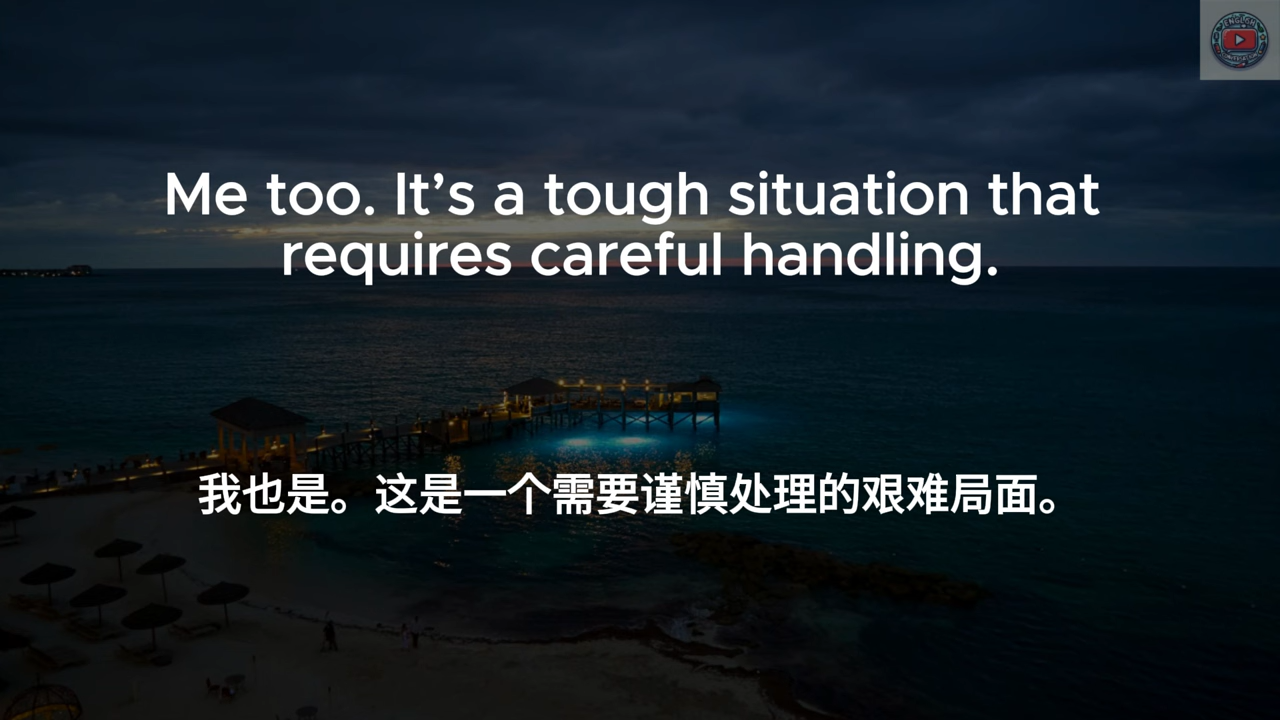 Me too. It’s a tough situation that
requires careful handling.
我也是。这是一个需要谨慎处理的艰难局面。